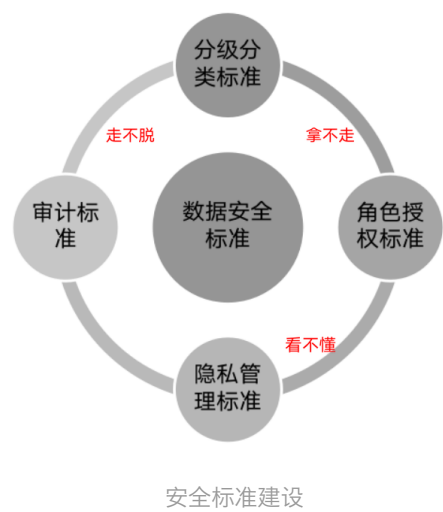 分级分
类标准
走不脱
拿不走
审计标
准
数据安全
标准
角色授
权标准
看不懂
隐私管
理标准
安全标准建设